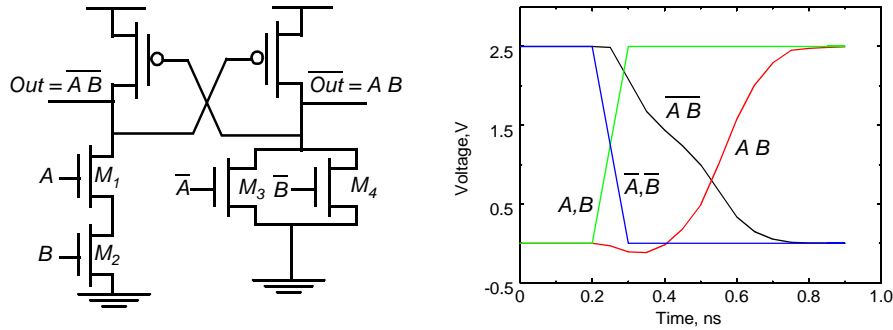 Out = A̅ B̅
O̅u̅t̅ = A B
A
M1
B
M2
A̅
M3
B̅
M4
Voltage,V
2.5
1.5
0.5
-0.5
A̅ B̅
A B
A̅,B̅
A,B
0
0.2
0.4
0.6
0.8
1.0
Time, ns